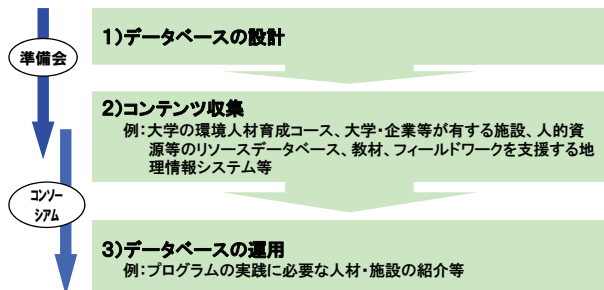 1)データベースの設計
準備会
2)コンテンツ収集
例:大学の環境人材育成コース、大学・企業等が有する施設、人的資
源等のリソースデータベース、教材、フィールドワークを支援する地
理情報システム等
コンソー
シアム
3)データベースの運用
例:プログラムの実践に必要な人材・施設の紹介等